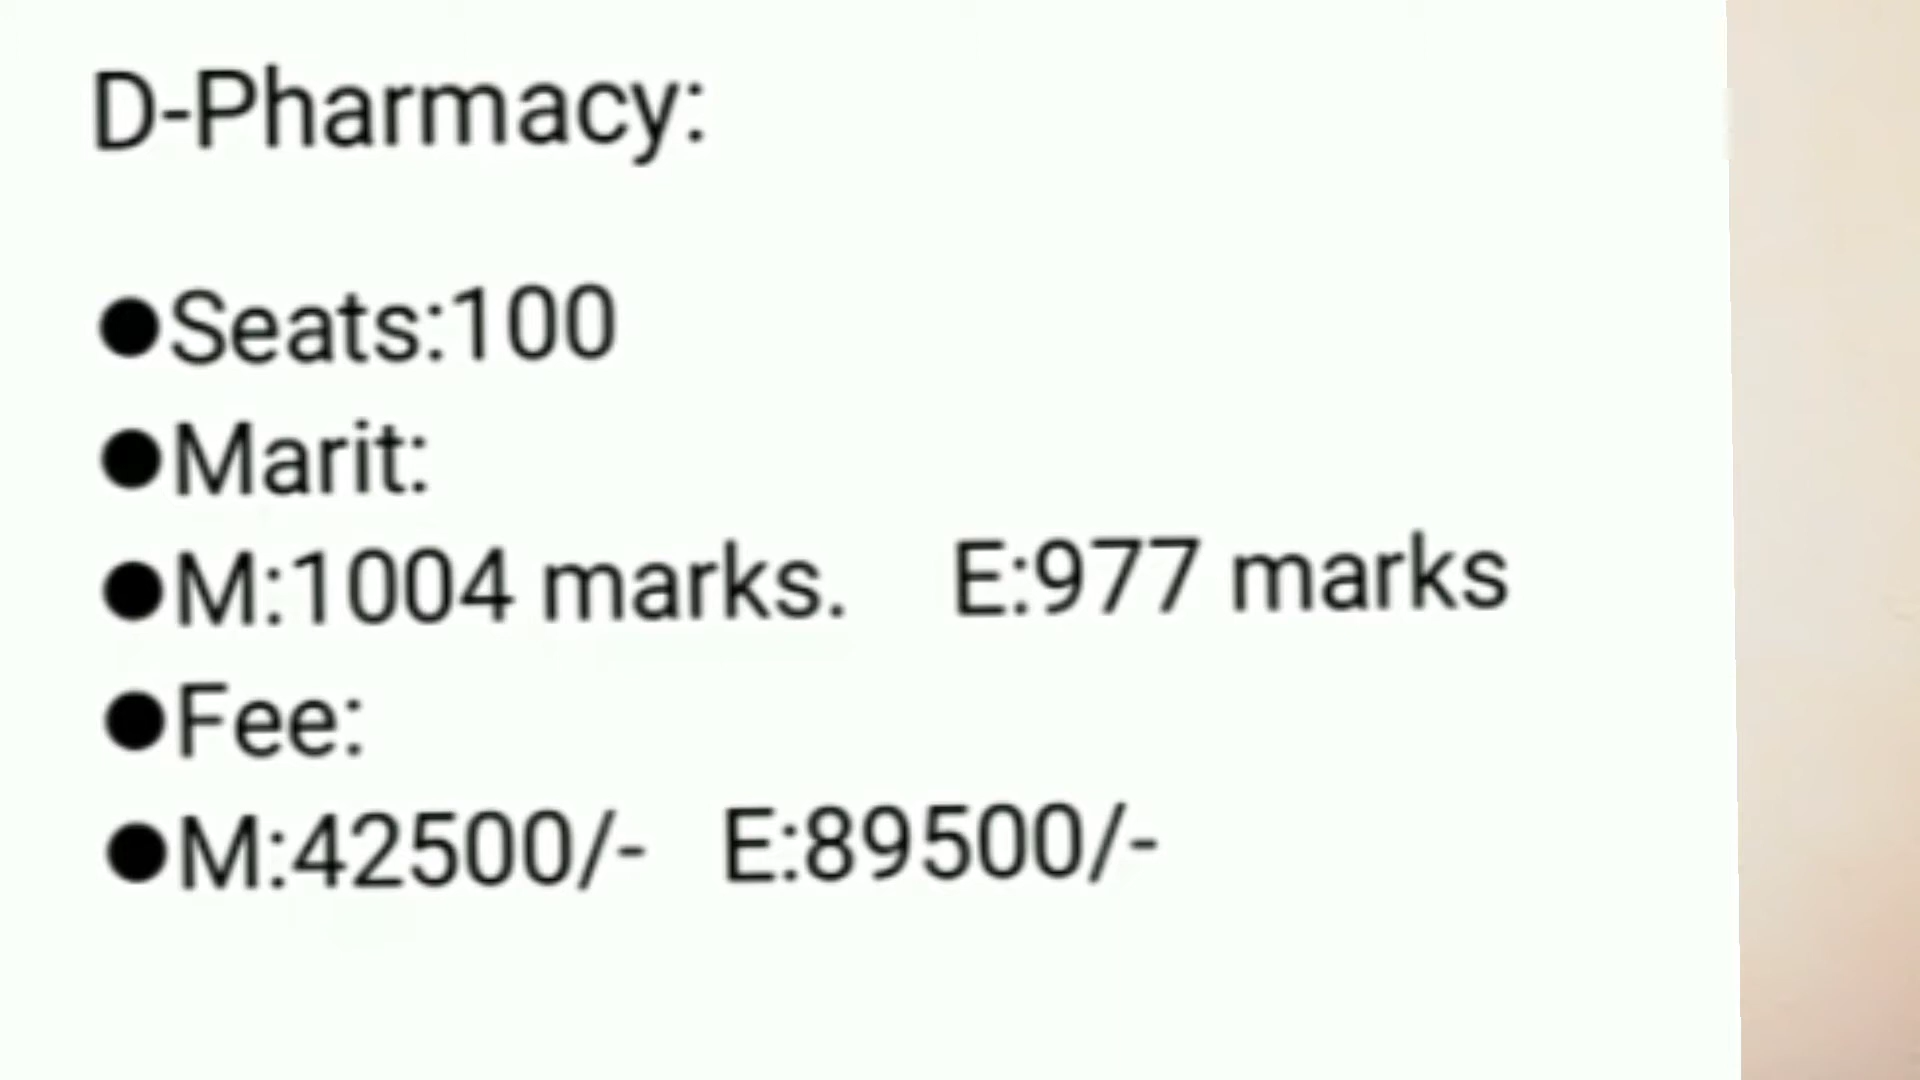 D-Pharmacy:
●Seats:100
●Marit:
●M:1004 marks. E:977 marks
●Fee:
●M:42500/- E:89500/-